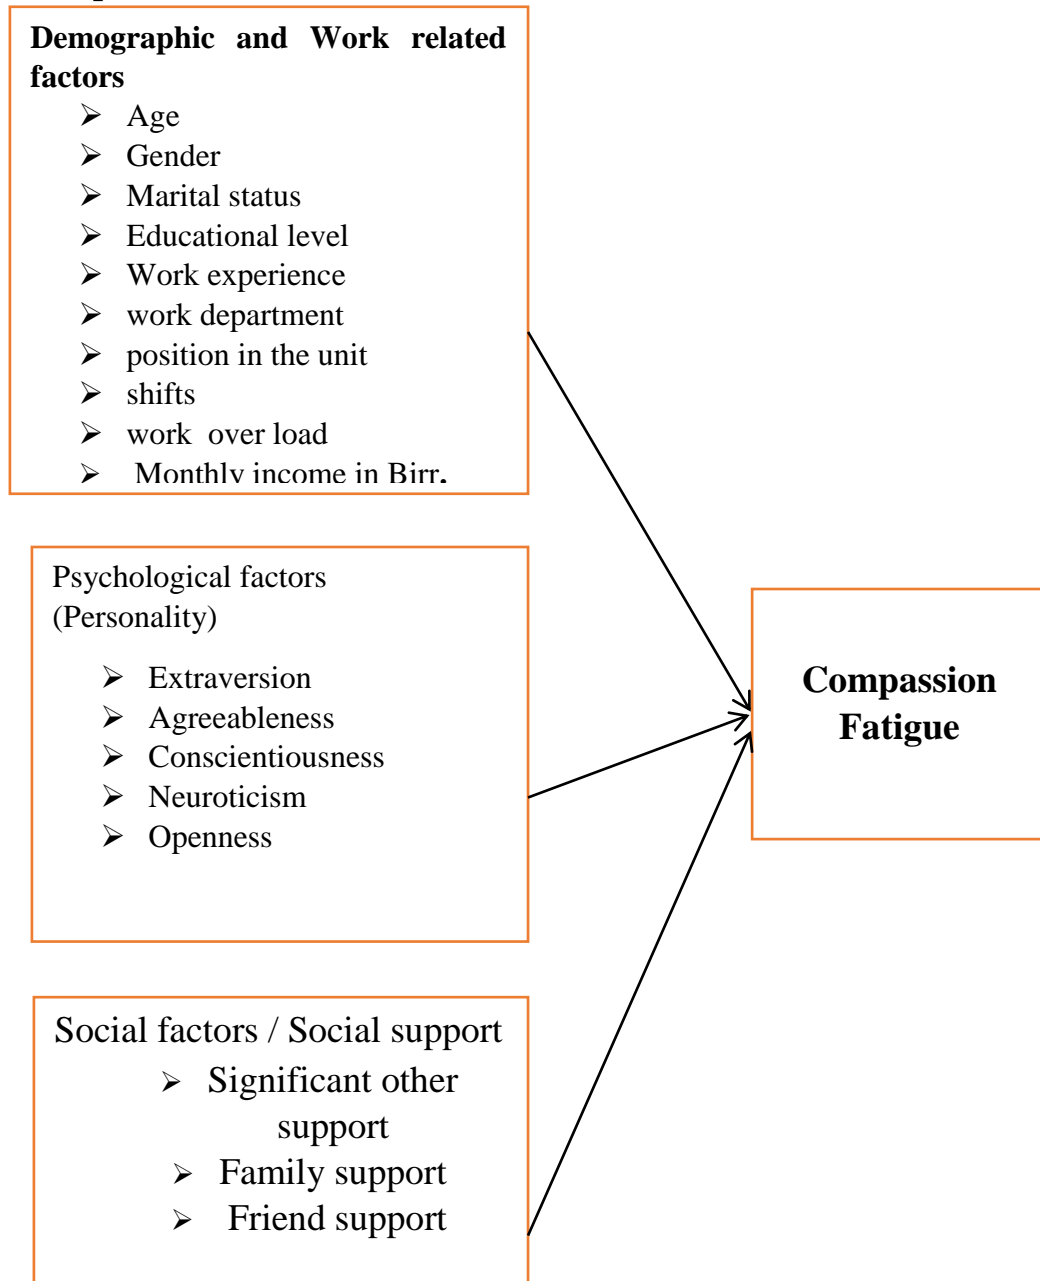 Demographic and Work related
factors
➢ Age
➢ Gender
➢ Marital status
➢ Educational level
➢ Work experience
➢ work department
➢ position in the unit
➢ shifts
➢ work over load
➢ Monthly income in Birr.
Psychological factors
(Personality)
➢ Extraversion
➢ Agreeableness
➢ Conscientiousness
➢ Neuroticism
➢ Openness
Compassion
Fatigue
Social factors / Social support
➢ Significant other
support
➢ Family support
➢ Friend support